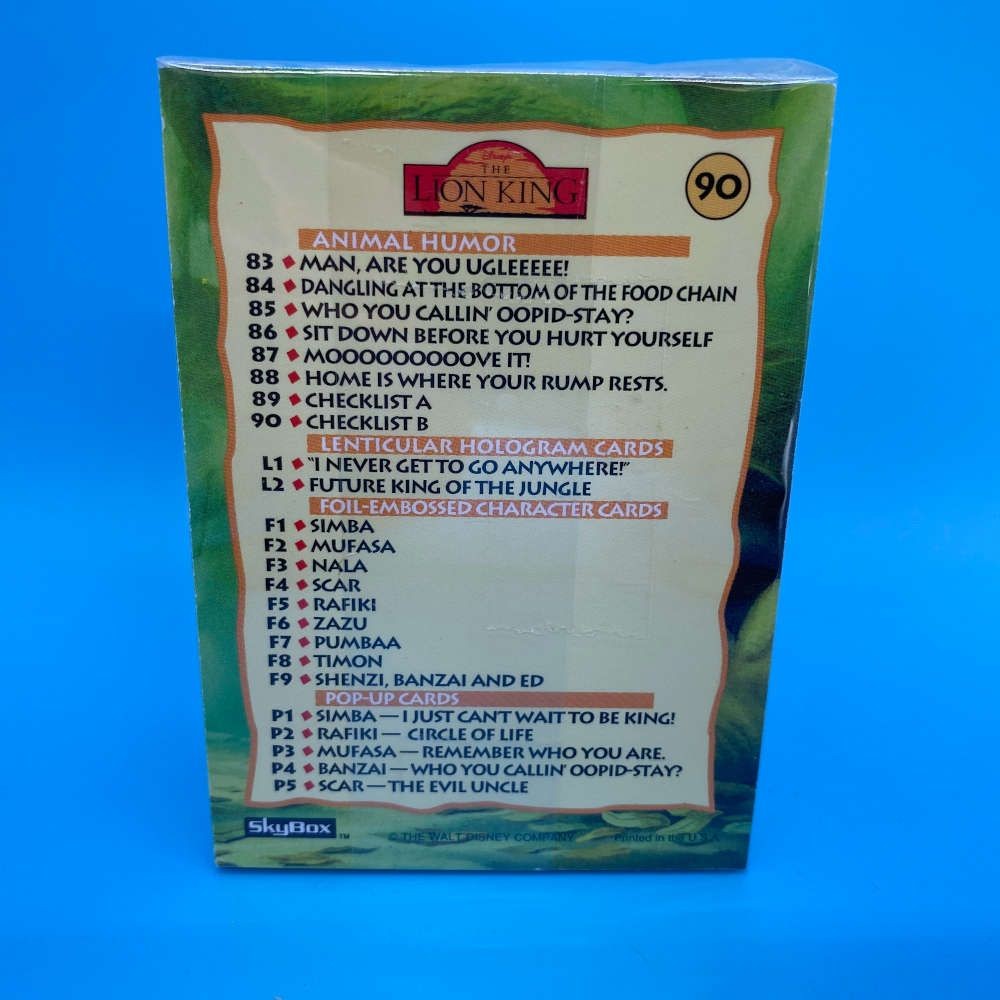 Disney's
THE
LION KING
90
ANIMAL HUMOR
83 ♦ MAN, ARE YOU UGLEEEEE!
84 ♦ DANGLING AT THE BOTTOM OF THE FOOD CHAIN
85 ♦ WHO YOU CALLIN' OOPID-STAY?
86 ♦ SIT DOWN BEFORE YOU HURT YOURSELF
87 ♦ MOOOOOOOOOOVE IT!
88 ♦ HOME IS WHERE YOUR RUMP RESTS.
89 ♦ CHECKLIST A
90 ♦ CHECKLIST B
LENTICULAR HOLOGRAM CARDS
L1 ♦ "I NEVER GET TO GO ANYWHERE!"
L2 ♦ FUTURE KING OF THE JUNGLE
FOIL-EMBOSSED CHARACTER CARDS
F1 ♦ SIMBA
F2 ♦ MUFASA
F3 ♦ NALA
F4 ♦ SCAR
F5 ♦ RAFIKI
F6 ♦ ZAZU
F7 ♦ PUMBAA
F8 ♦ TIMON
F9 ♦ SHENZI, BANZAI AND ED
POP-UP CARDS
P1 ♦ SIMBA — I JUST CAN'T WAIT TO BE KING!
P2 ♦ RAFIKI — CIRCLE OF LIFE
P3 ♦ MUFASA — REMEMBER WHO YOU ARE.
P4 ♦ BANZAI — WHO YOU CALLIN' OOPID-STAY?
P5 ♦ SCAR — THE EVIL UNCLE
SkyBox ™ © THE WALT DISNEY COMPANY Printed in the U.S.A.